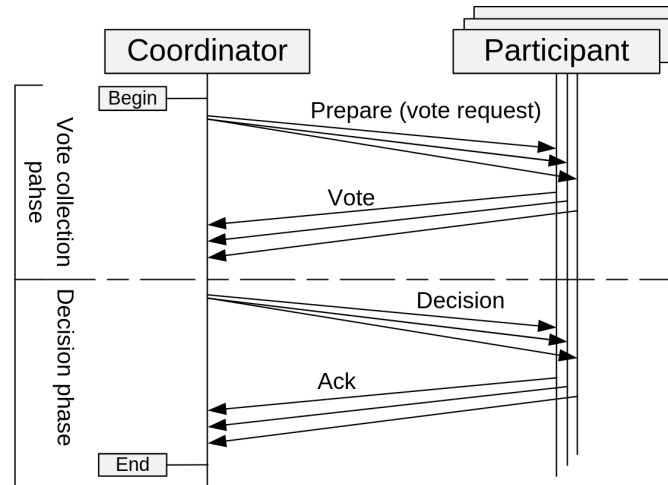 Coordinator
Participant
Begin
Prepare (vote request)
Vote collection
pahse
Vote
Decision
Decision phase
Ack
End